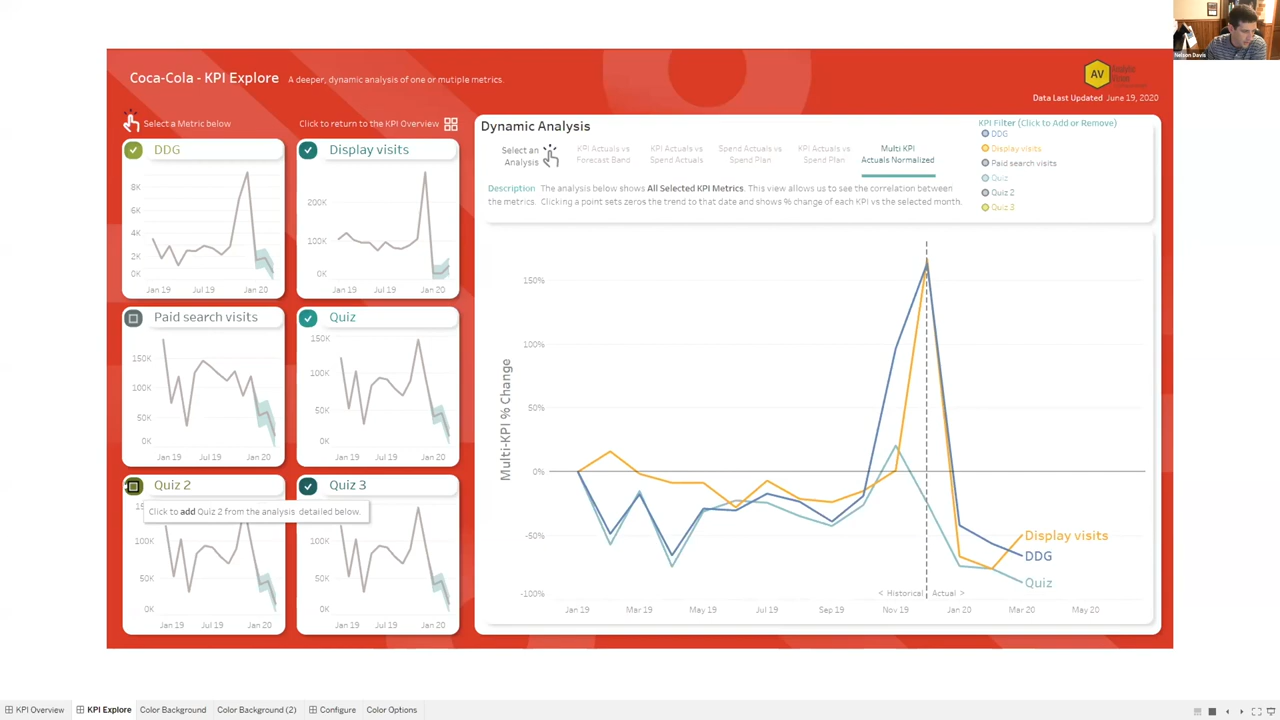 Nelson Davis
Coca-Cola - KPI Explore
A deeper, dynamic analysis of one or mutiple metrics.
AV
Data Last Updated June 19, 2020
Select a Metric below
Click to return to the KPI Overview
DDG
8K
6K
4K
2K
0K
Jan 19 Jul 19 Jan 20
Display visits
200K
100K
0K
Jan 19 Jul 19 Jan 20
Paid search visits
150K
100K
50K
0K
Jan 19 Jul 19 Jan 20
Quiz
150K
100K
50K
0K
Jan 19 Jul 19 Jan 20
Quiz 2
Click to add Quiz 2 from the analysis detailed below.
100K
50K
0K
Jan 19 Jul 19 Jan 20
Quiz 3
100K
50K
0K
Jan 19 Jul 19 Jan 20
Dynamic Analysis
Select an
Analysis
KPI Actuals vs
Forecast Band
KPI Actuals vs
Spend Actuals
Spend Actuals vs
Spend Plan
KPI Actuals vs
Spend Plan
Multi KPI
Actuals Normalized
Description The analysis below shows All Selected KPI Metrics. This view allows us to see the correlation between
the metrics. Clicking a point sets zeros the trend to that date and shows % change of each KPI vs the selected month.
KPI Filter (Click to Add or Remove)
DDG
Display visits
Paid search visits
Quiz
Quiz 2
Quiz 3
Multi-KPI % Change
150%
100%
50%
0%
-50%
-100%
Display visits
DDG
Quiz
< Historical Actual >
Jan 19 Mar 19 May 19 Jul 19 Sep 19 Nov 19 Jan 20 Mar 20 May 20
KPI Overview KPI Explore Color Background Color Background (2) Configure Color Options